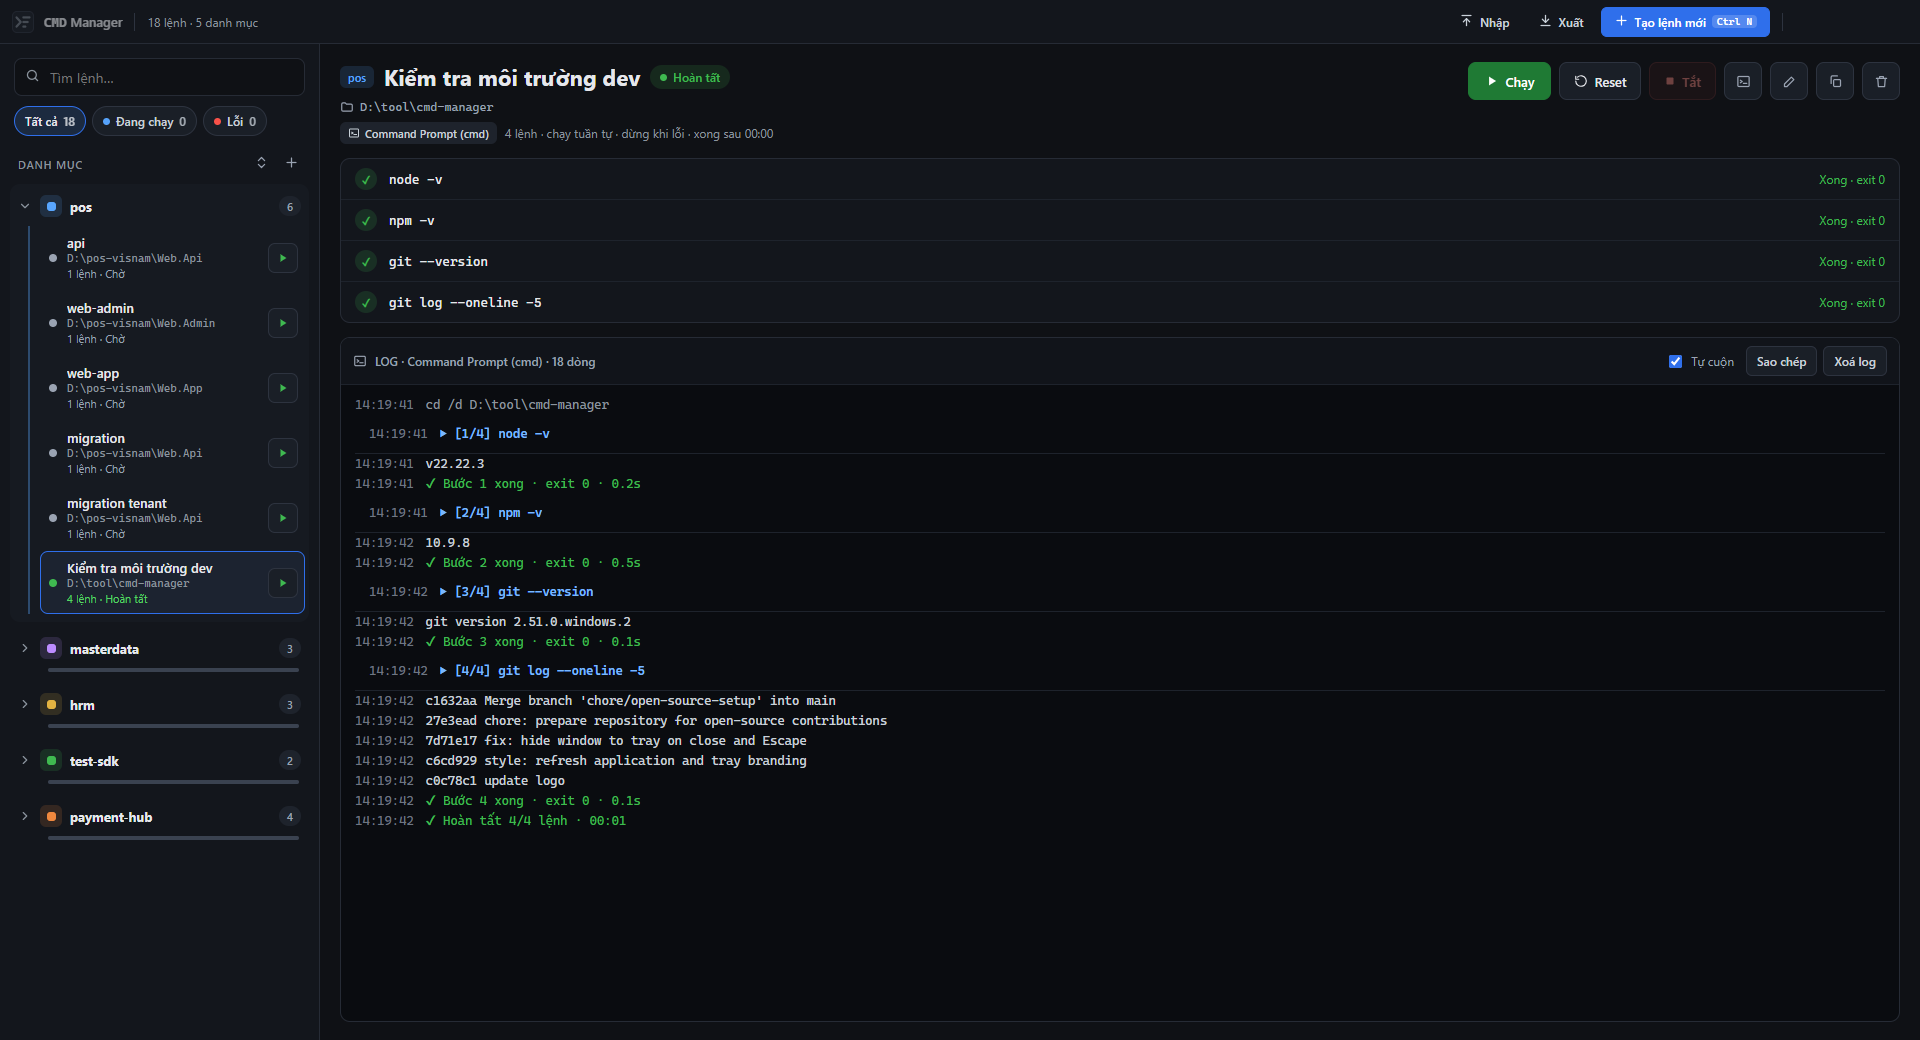 CMD Manager
18 lệnh · 5 danh mục
Nhập
Xuất
Tạo lệnh mới Ctrl N
Tìm lệnh...
Tất cả 18
Đang chạy 0
Lỗi 0
DANH MỤC
pos 6
api
D:\pos-visnam\Web.Api
1 lệnh · Chờ
web-admin
D:\pos-visnam\Web.Admin
1 lệnh · Chờ
web-app
D:\pos-visnam\Web.App
1 lệnh · Chờ
migration
D:\pos-visnam\Web.Api
1 lệnh · Chờ
migration tenant
D:\pos-visnam\Web.Api
1 lệnh · Chờ
Kiểm tra môi trường dev
D:\tool\cmd-manager
4 lệnh · Hoàn tất
masterdata 3
hrm 3
test-sdk 2
payment-hub 4
pos Kiểm tra môi trường dev Hoàn tất
D:\tool\cmd-manager
Command Prompt (cmd) 4 lệnh · chạy tuần tự · dừng khi lỗi · xong sau 00:00
Chạy
Reset
Tắt
node -v Xong · exit 0
npm -v Xong · exit 0
git --version Xong · exit 0
git log --oneline -5 Xong · exit 0
LOG · Command Prompt (cmd) · 18 dòng
Tự cuộn
Sao chép
Xoá log
14:19:41 cd /d D:\tool\cmd-manager
14:19:41 ▶ [1/4] node -v
14:19:41 v22.22.3
14:19:41 ✓ Bước 1 xong · exit 0 · 0.2s
14:19:41 ▶ [2/4] npm -v
14:19:42 10.9.8
14:19:42 ✓ Bước 2 xong · exit 0 · 0.5s
14:19:42 ▶ [3/4] git --version
14:19:42 git version 2.51.0.windows.2
14:19:42 ✓ Bước 3 xong · exit 0 · 0.1s
14:19:42 ▶ [4/4] git log --oneline -5
14:19:42 c1632aa Merge branch 'chore/open-source-setup' into main
14:19:42 27e3ead chore: prepare repository for open-source contributions
14:19:42 7d71e17 fix: hide window to tray on close and Escape
14:19:42 c6cd929 style: refresh application and tray branding
14:19:42 c0c78c1 update logo
14:19:42 ✓ Bước 4 xong · exit 0 · 0.1s
14:19:42 ✓ Hoàn tất 4/4 lệnh · 00:01